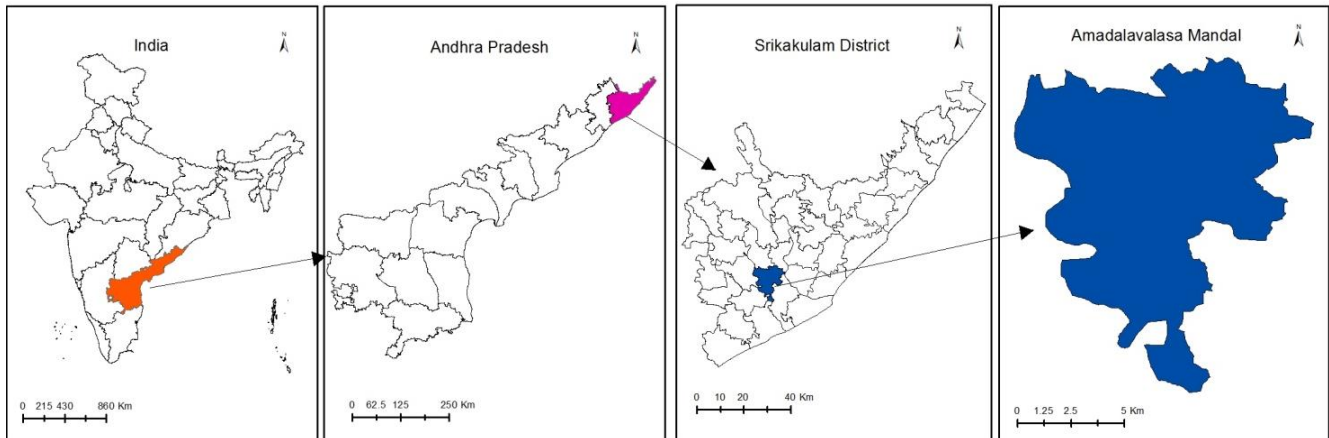 India
N
0 215 430 860 Km
Andhra Pradesh
N
0 62.5 125 250 Km
Srikakulam District
N
0 10 20 40 Km
Amadalavalasa Mandal
N
0 1.25 2.5 5 Km